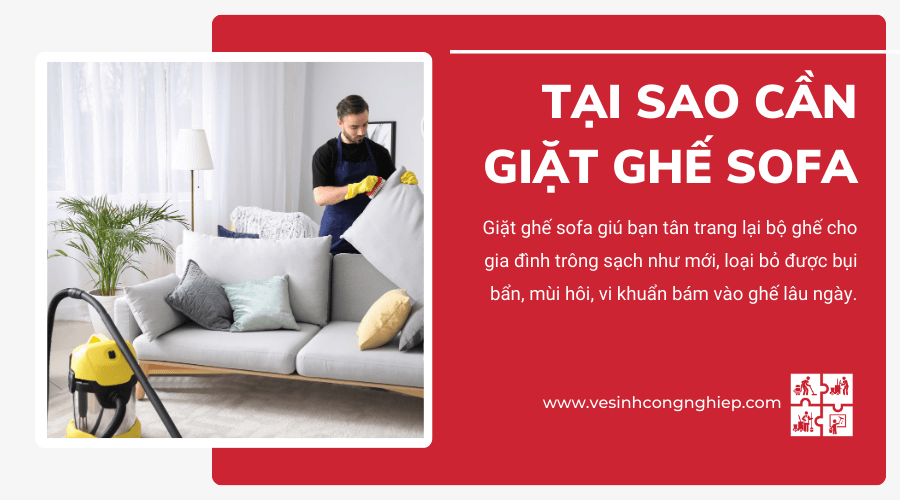 TẠI SAO CẦN
GIẶT GHẾ SOFA
Giặt ghế sofa giú bạn tân trang lại bộ ghế cho
gia đình trông sạch như mới, loại bỏ được bụi
bẩn, mùi hôi, vi khuẩn bám vào ghế lâu ngày.
www.vesinhcongnghiep.com